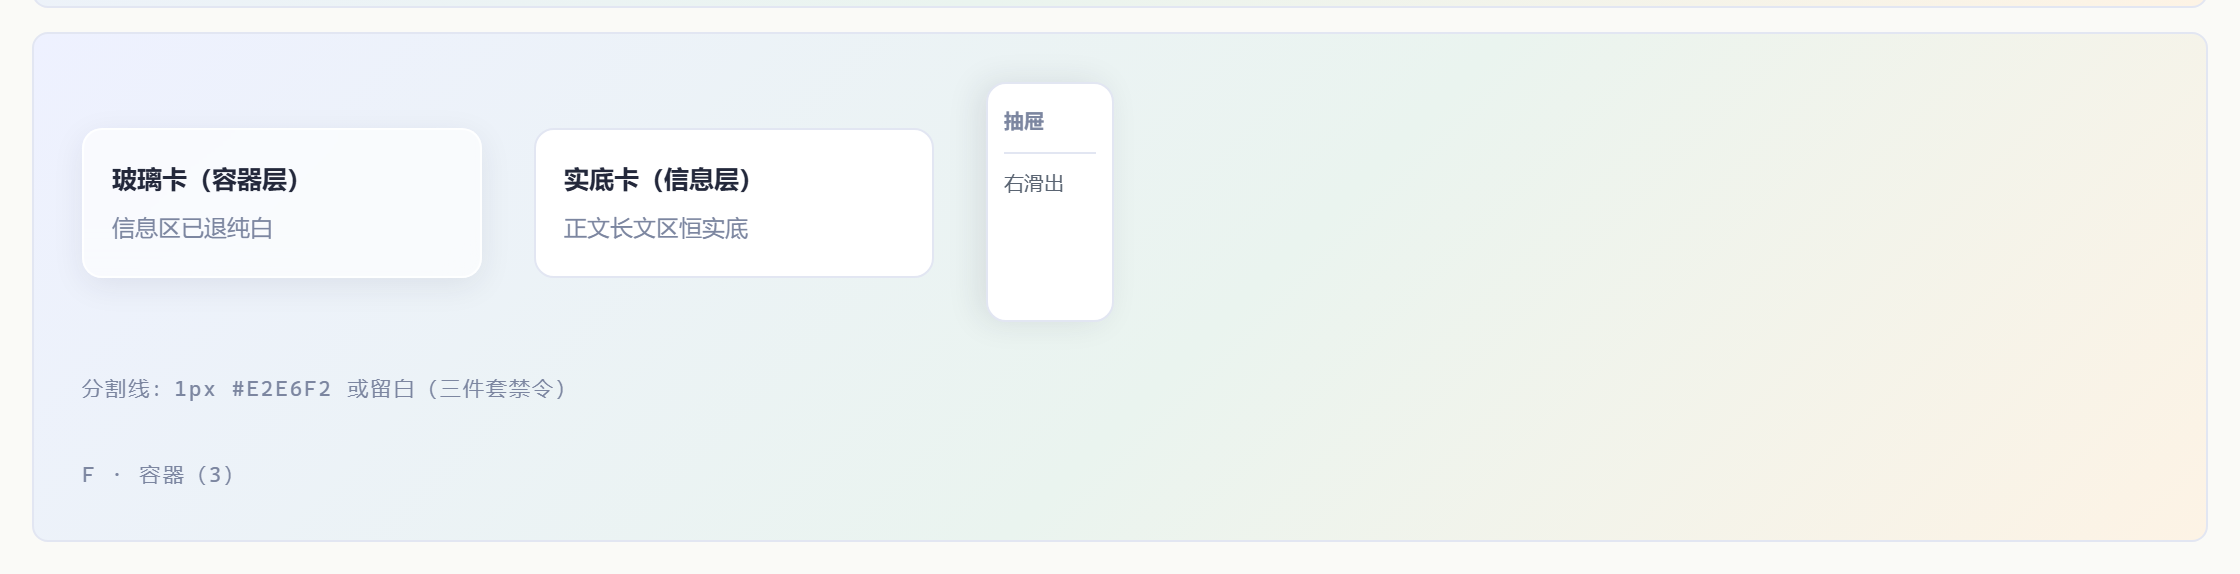 玻璃卡（容器层）
信息区已退纯白
实底卡（信息层）
正文长文区恒实底
抽屉
右滑出
分割线: 1px #E2E6F2 或留白（三件套禁令）
F · 容器（3）